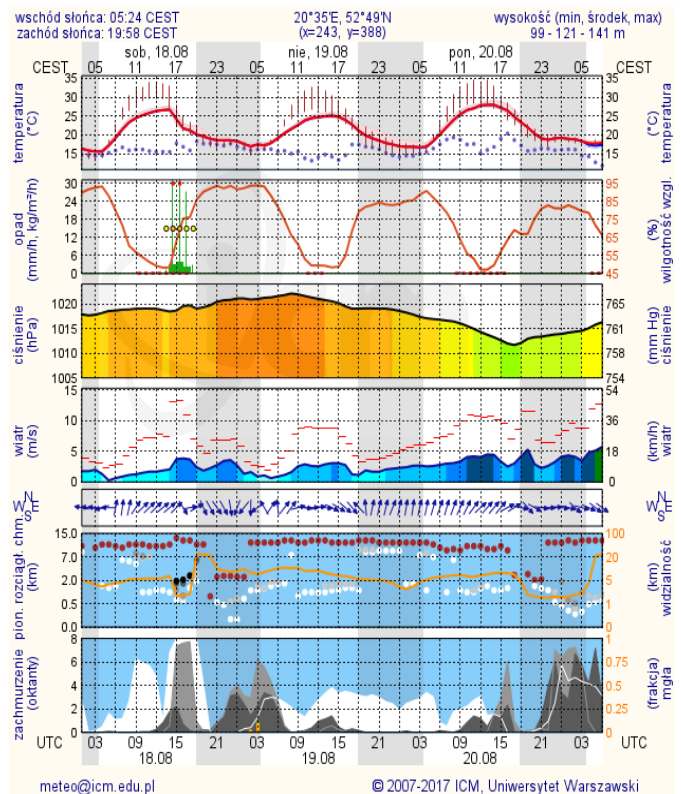 wschód słońca: 05:24 CEST 20°35'E, 52°49'N wysokość (min, środek, max)
zachód słońca: 19:58 CEST (x=243, y=388) 99 - 121 - 141 m
sob, 18.08 nie, 19.08 pon, 20.08
CEST 05 11 17 23 05 11 17 23 05 11 17 23 CEST
temperatura (°C)
35 30 25 20 15
35 30 25 20 15
temperatura (°C)
opad (mm/h, kg/m²/h)
30 24 18 12 6 0
95 85 75 65 55 45
(%) wilgotność wzgl.
ciśnienie (hPa)
1020 1015 1010 1005
765 761 758 754
(mm Hg) ciśnienie
wiatr (m/s)
15 10 5 0
54 36 18 0
(km/h) wiatr
N W E S
N W E S
pion. rozciągł. chm. (km)
15.0 7.0 2.0 0.5 0.0
100 20 5 1 0
(km) widzialność
zachmurzenie (oktanty)
8 6 4 2 0
1 0.75 0.5 0.25 0
(frakcja) mgła
UTC 03 09 15 21 03 09 15 21 03 09 15 21 03 UTC
18.08 19.08 20.08
meteo@icm.edu.pl © 2007-2017 ICM, Uniwersytet Warszawski